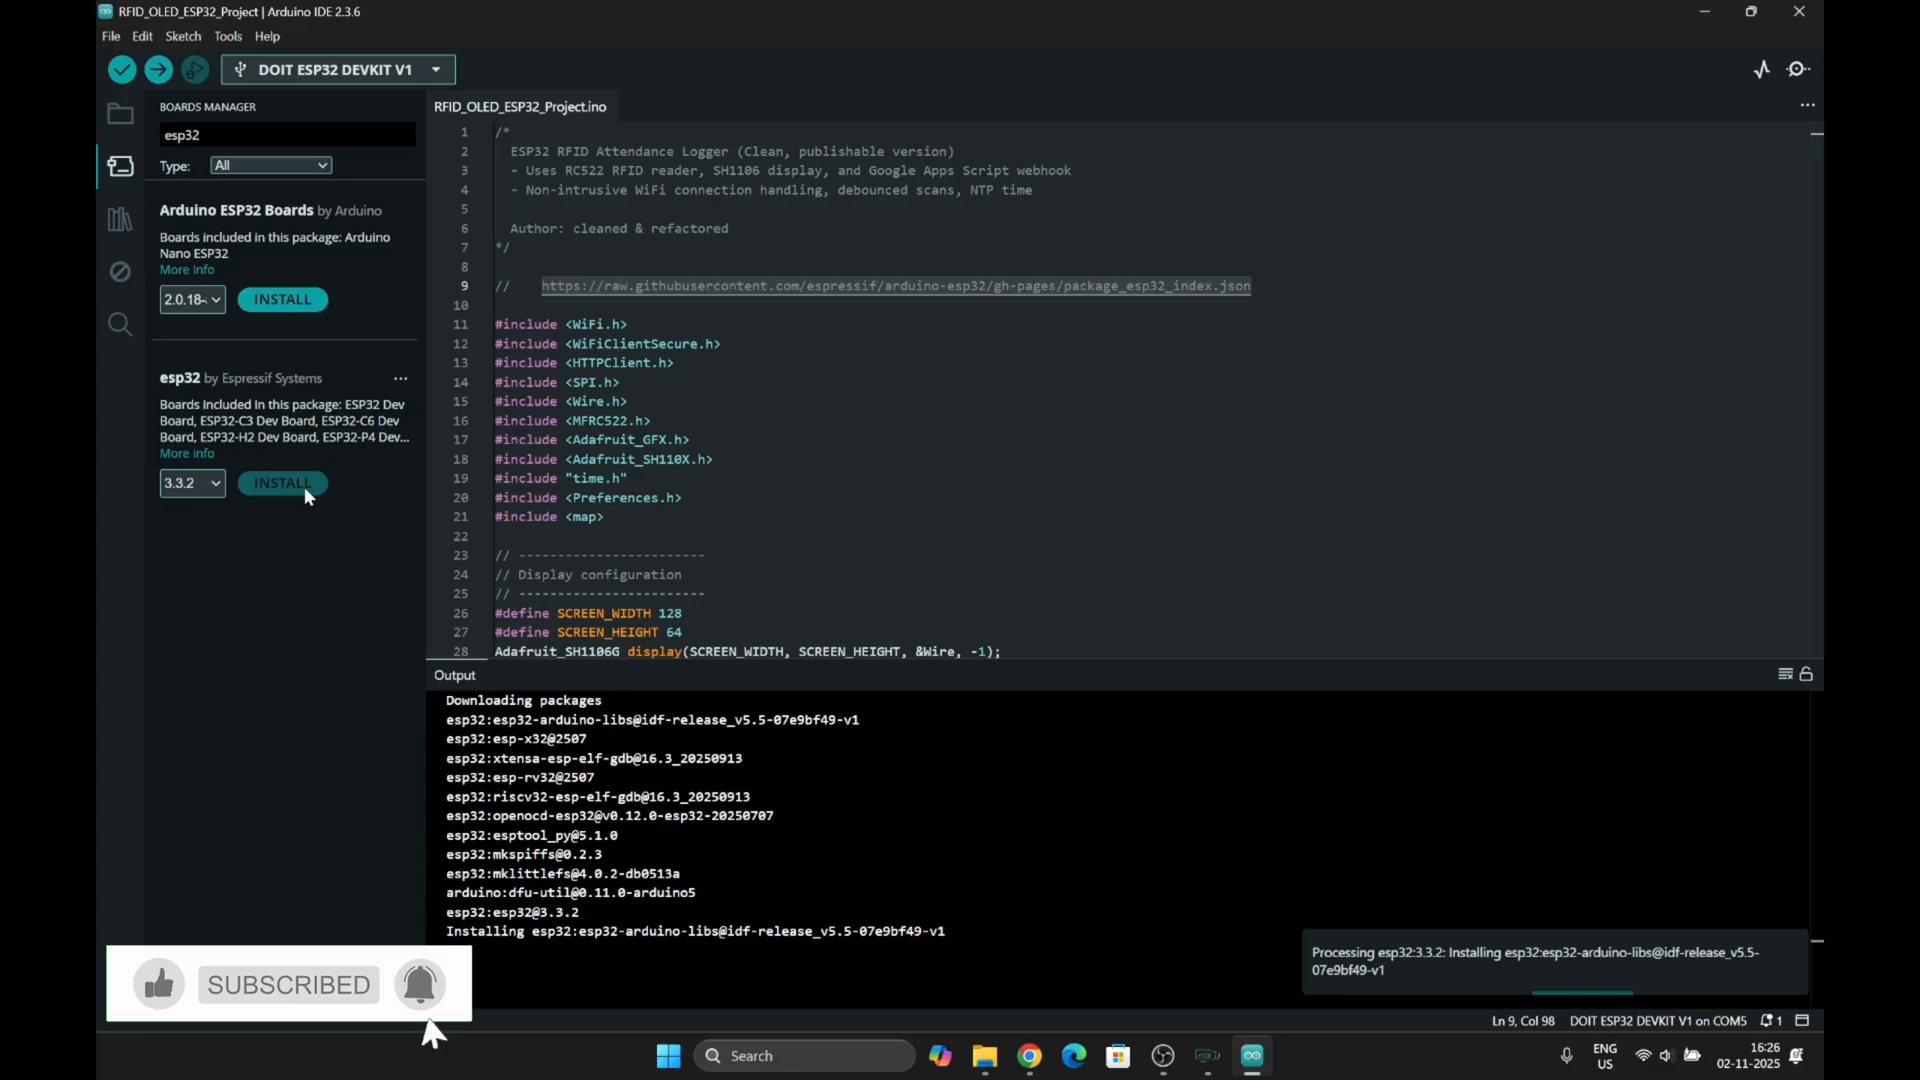 RFID_OLED_ESP32_Project | Arduino IDE 2.3.6
File Edit Sketch Tools Help
DOIT ESP32 DEVKIT V1
BOARDS MANAGER
esp32
Type: All
Arduino ESP32 Boards by Arduino
Boards included in this package: Arduino
Nano ESP32
More info
2.0.18- INSTALL
esp32 by Espressif Systems
Boards included in this package: ESP32 Dev
Board, ESP32-C3 Dev Board, ESP32-C6 Dev
Board, ESP32-H2 Dev Board, ESP32-P4 Dev...
More info
3.3.2 INSTALL
RFID_OLED_ESP32_Project.ino
1 /*
2 ESP32 RFID Attendance Logger (Clean, publishable version)
3 - Uses RC522 RFID reader, SH1106 display, and Google Apps Script webhook
4 - Non-intrusive WiFi connection handling, debounced scans, NTP time
5
6 Author: cleaned & refactored
7 */
8
9 // https://raw.githubusercontent.com/espressif/arduino-esp32/gh-pages/package_esp32_index.json
10
11 #include <WiFi.h>
12 #include <WiFiClientSecure.h>
13 #include <HTTPClient.h>
14 #include <SPI.h>
15 #include <Wire.h>
16 #include <MFRC522.h>
17 #include <Adafruit_GFX.h>
18 #include <Adafruit_SH110X.h>
19 #include "time.h"
20 #include <Preferences.h>
21 #include <map>
22
23 // ------------------------
24 // Display configuration
25 // ------------------------
26 #define SCREEN_WIDTH 128
27 #define SCREEN_HEIGHT 64
28 Adafruit_SH1106G display(SCREEN_WIDTH, SCREEN_HEIGHT, &Wire, -1);
Output
Downloading packages
esp32:esp32-arduino-libs@idf-release_v5.5-07e9bf49-v1
esp32:esp-x32@2507
esp32:xtensa-esp-elf-gdb@16.3_20250913
esp32:esp-rv32@2507
esp32:riscv32-esp-elf-gdb@16.3_20250913
esp32:openocd-esp32@v0.12.0-esp32-20250707
esp32:esptool_py@5.1.0
esp32:mkspiffs@0.2.3
esp32:mklittlefs@4.0.2-db0513a
arduino:dfu-util@0.11.0-arduino5
esp32:esp32@3.3.2
Installing esp32:esp32-arduino-libs@idf-release_v5.5-07e9bf49-v1
Processing esp32:3.3.2: Installing esp32:esp32-arduino-libs@idf-release_v5.5-
07e9bf49-v1
SUBSCRIBED
Ln 9, Col 98 DOIT ESP32 DEVKIT V1 on COM5 1
Search
ENG
US
16:26
02-11-2025